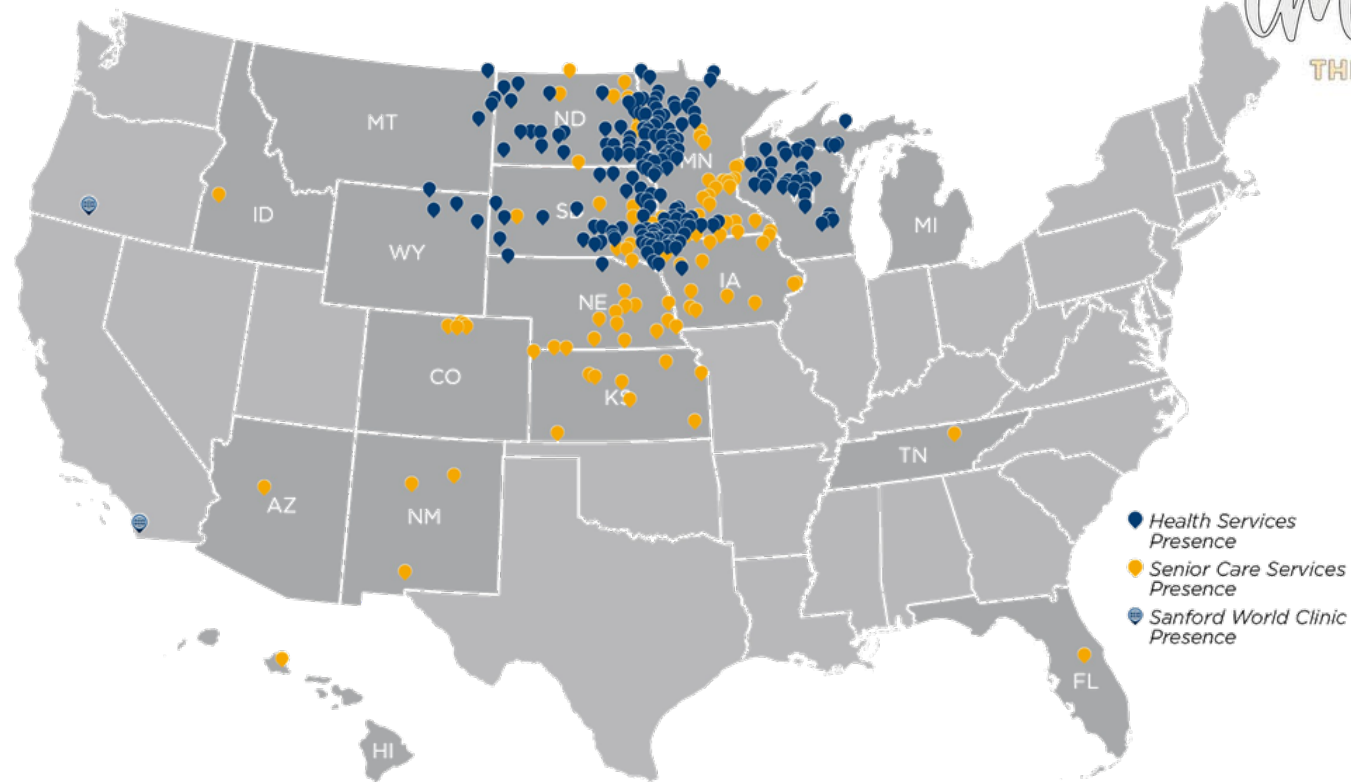 THE
MT
ND
MN
ID
SD
WY
MI
IA
NE
CO
KS
TN
AZ
NM
Health Services
Presence
Senior Care Services
Presence
Sanford World Clinic
Presence
FL
HI